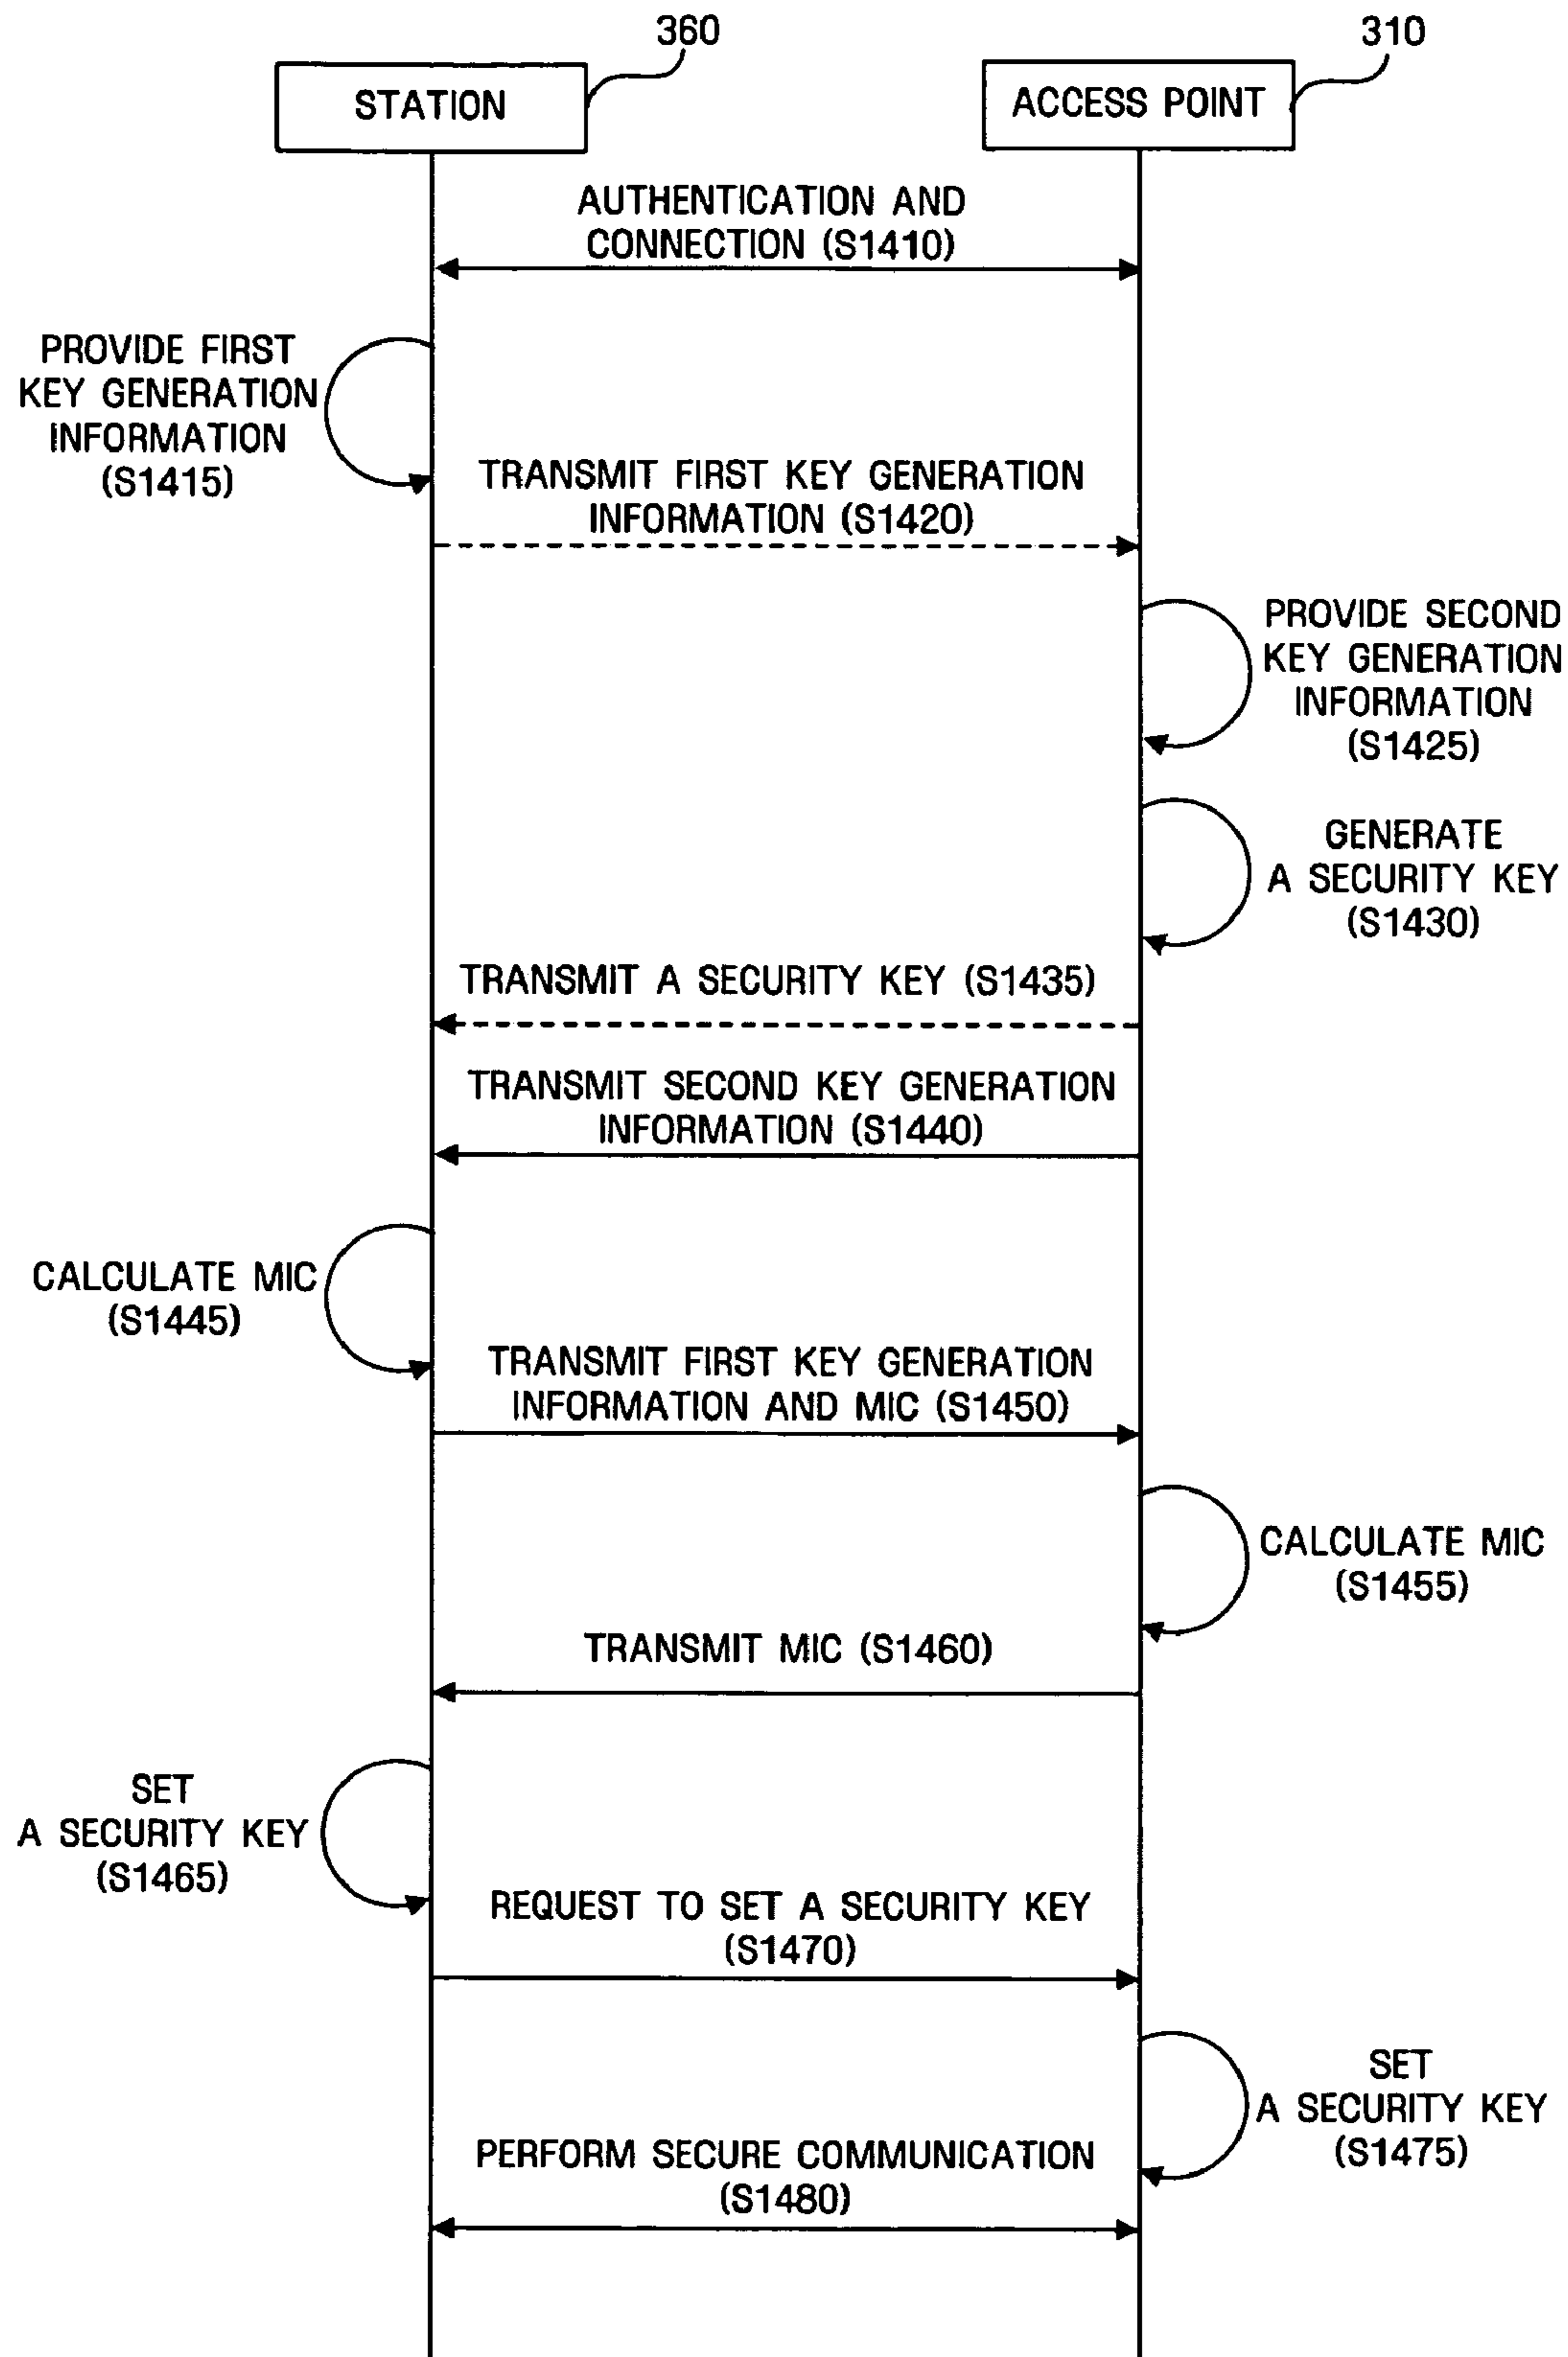 360
310
STATION
ACCESS POINT
AUTHENTICATION AND
CONNECTION (S1410)
PROVIDE FIRST
KEY GENERATION
INFORMATION
(S1415)
TRANSMIT FIRST KEY GENERATION
INFORMATION (S1420)
PROVIDE SECOND
KEY GENERATION
INFORMATION
(S1425)
GENERATE
A SECURITY KEY
(S1430)
TRANSMIT A SECURITY KEY (S1435)
TRANSMIT SECOND KEY GENERATION
INFORMATION (S1440)
CALCULATE MIC
(S1445)
TRANSMIT FIRST KEY GENERATION
INFORMATION AND MIC (S1450)
CALCULATE MIC
(S1455)
TRANSMIT MIC (S1460)
SET
A SECURITY KEY
(S1465)
REQUEST TO SET A SECURITY KEY
(S1470)
SET
A SECURITY KEY
(S1475)
PERFORM SECURE COMMUNICATION
(S1480)